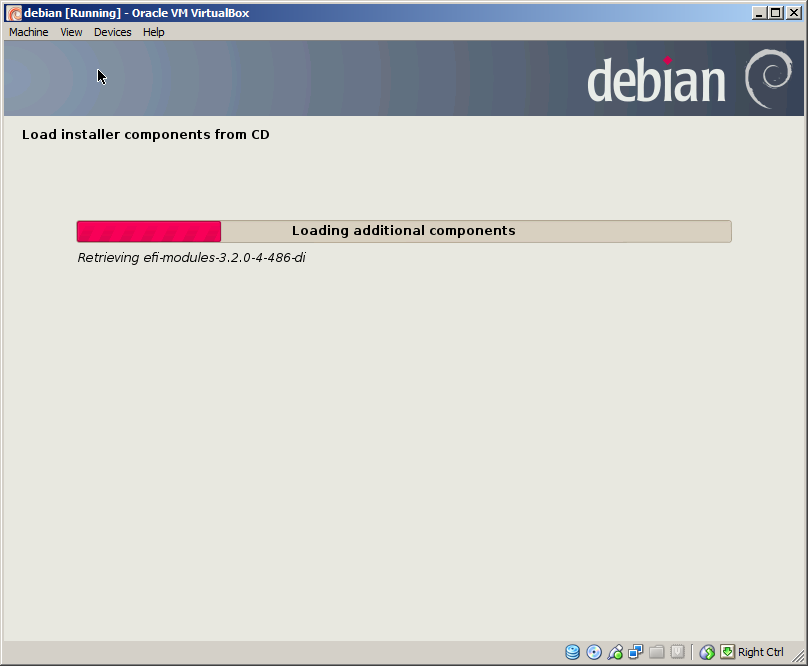 debian [Running] - Oracle VM VirtualBox
Machine View Devices Help
debian
Load installer components from CD
Loading additional components
Retrieving efi-modules-3.2.0-4-486-di
Right Ctrl